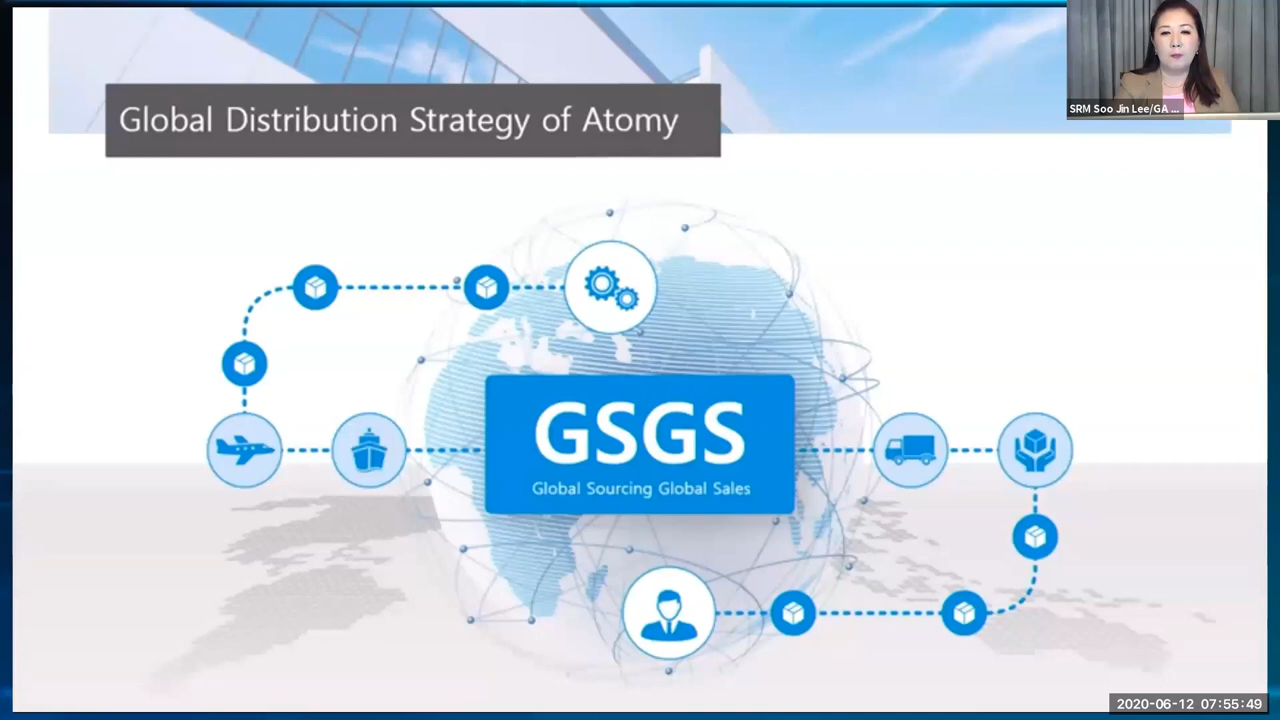 Global Distribution Strategy of Atomy
SRM Soo Jin Lee/GA ...
GSGS
Global Sourcing Global Sales
2020-06-12 07:55:49